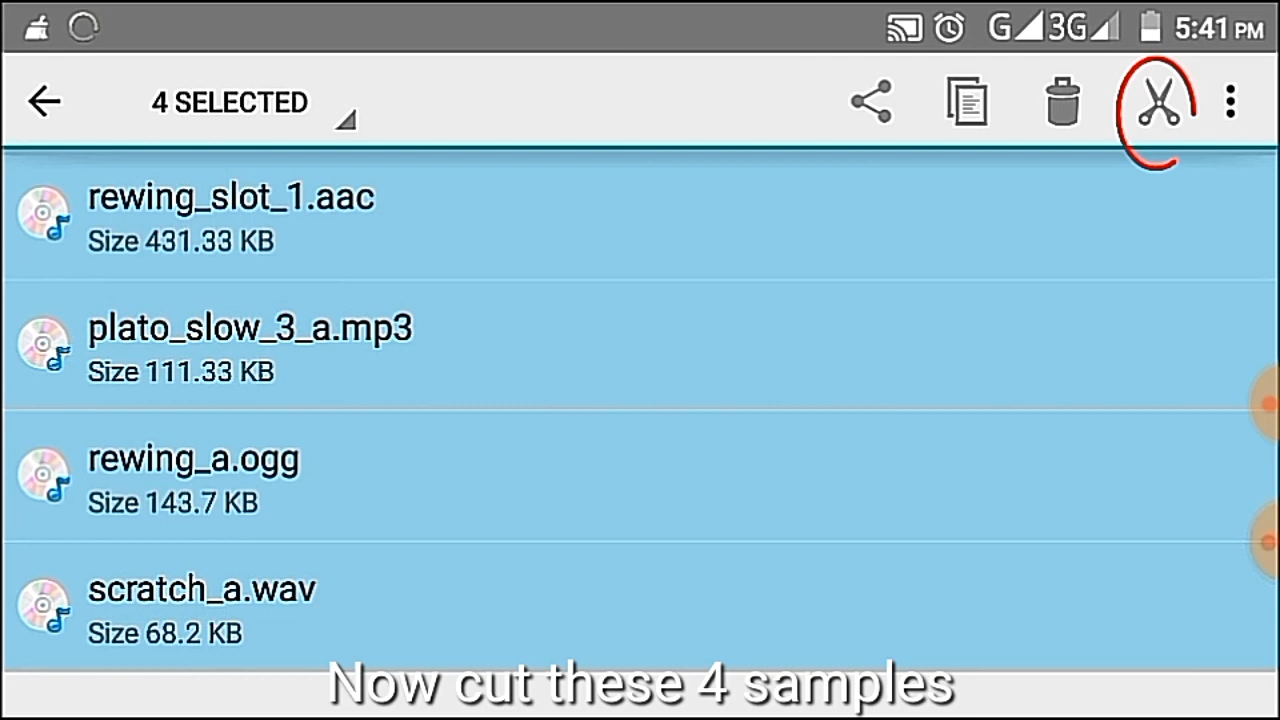 G 3G 5:41 PM
4 SELECTED
rewing_slot_1.aac
Size 431.33 KB
plato_slow_3_a.mp3
Size 111.33 KB
rewing_a.ogg
Size 143.7 KB
scratch_a.wav
Size 68.2 KB
Now cut these 4 samples